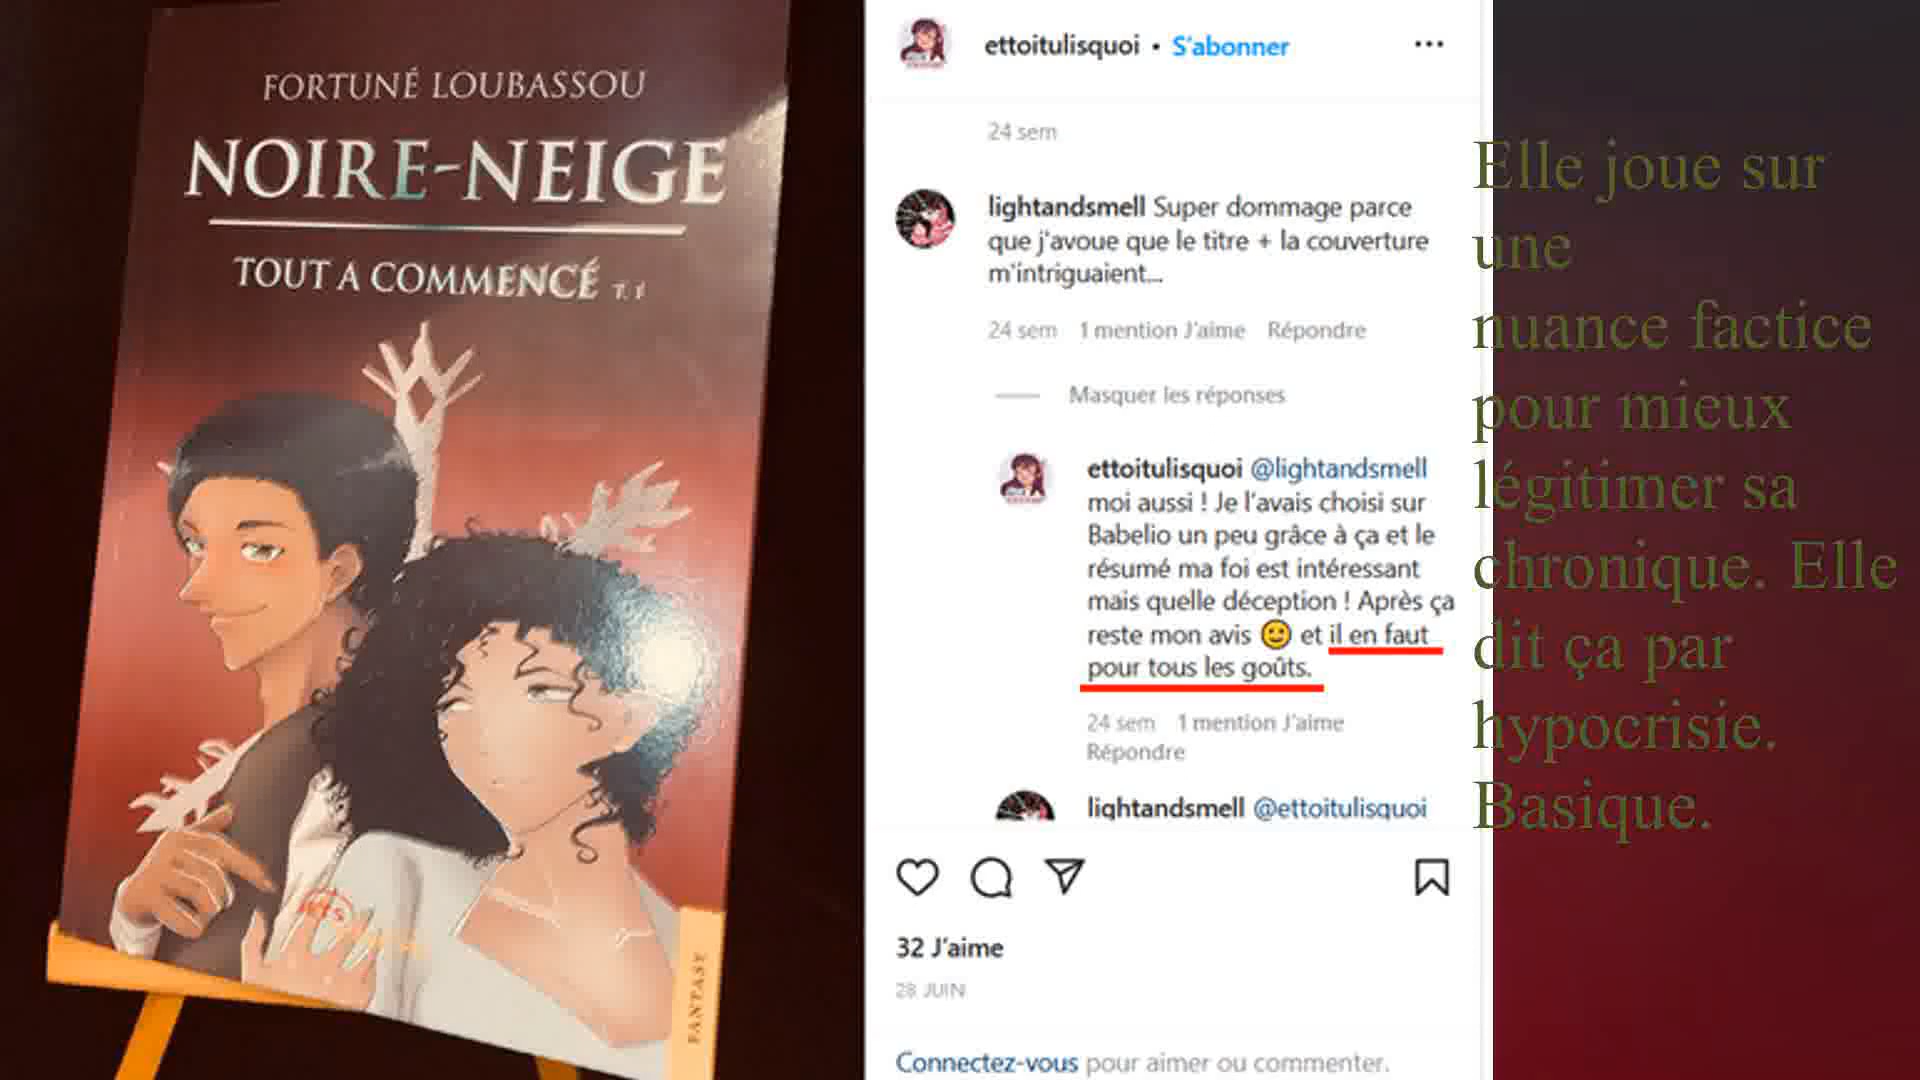 FORTUNÉ LOUBASSOU
NOIRE-NEIGE
TOUT A COMMENCÉ T. 1
FANTASY
ettoitulisquoi • S'abonner
24 sem
lightandsmell Super dommage parce
que j'avoue que le titre + la couverture
m'intriguaient...
24 sem 1 mention J'aime Répondre
Masquer les réponses
ettoitulisquoi @lightandsmell
moi aussi ! Je l'avais choisi sur
Babelio un peu grâce à ça et le
résumé ma foi est intéressant
mais quelle déception ! Après ça
reste mon avis 🙂 et il en faut
pour tous les goûts.
24 sem 1 mention J'aime
Répondre
lightandsmell @ettoitulisquoi
32 J'aime
28 JUIN
Connectez-vous pour aimer ou commenter.
Elle joue sur
une
nuance factice
pour mieux
légitimer sa
chronique. Elle
dit ça par
hypocrisie.
Basique.